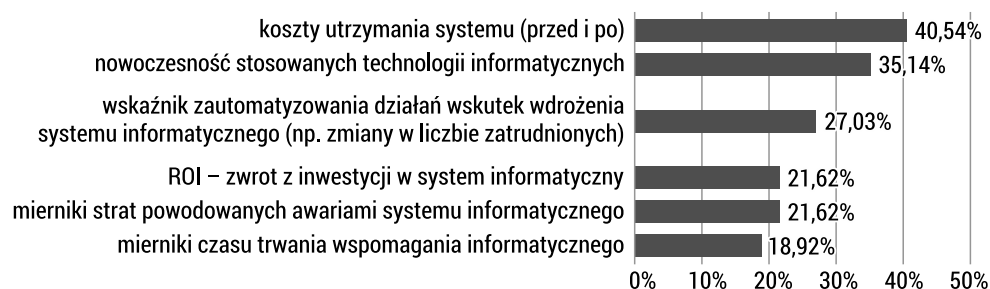 koszty utrzymania systemu (przed i po)
40,54%
nowoczesność stosowanych technologii informatycznych
35,14%
wskaźnik zautomatyzowania działań wskutek wdrożenia
systemu informatycznego (np. zmiany w liczbie zatrudnionych)
27,03%
ROI – zwrot z inwestycji w system informatyczny
21,62%
mierniki strat powodowanych awariami systemu informatycznego
21,62%
mierniki czasu trwania wspomagania informatycznego
18,92%
0% 10% 20% 30% 40% 50%